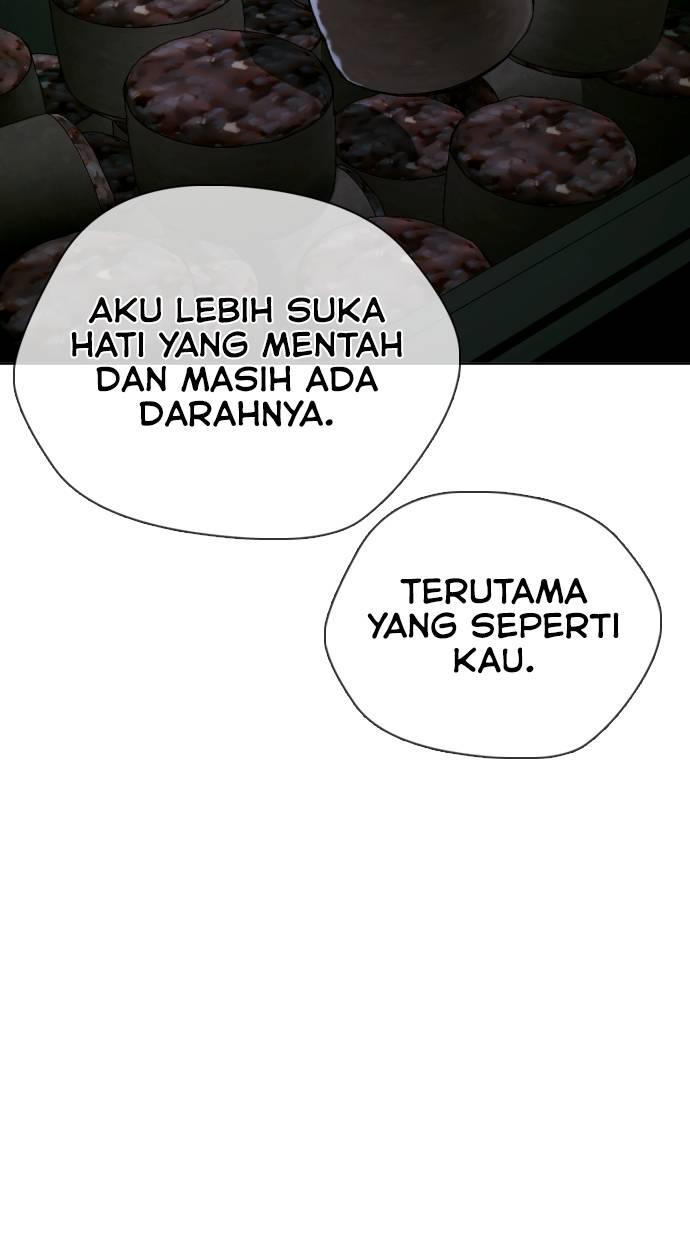 AKU LEBIH SUKA
HATI YANG MENTAH
DAN MASIH ADA
DARAHNYA.
TERUTAMA
YANG SEPERTI
KAU.